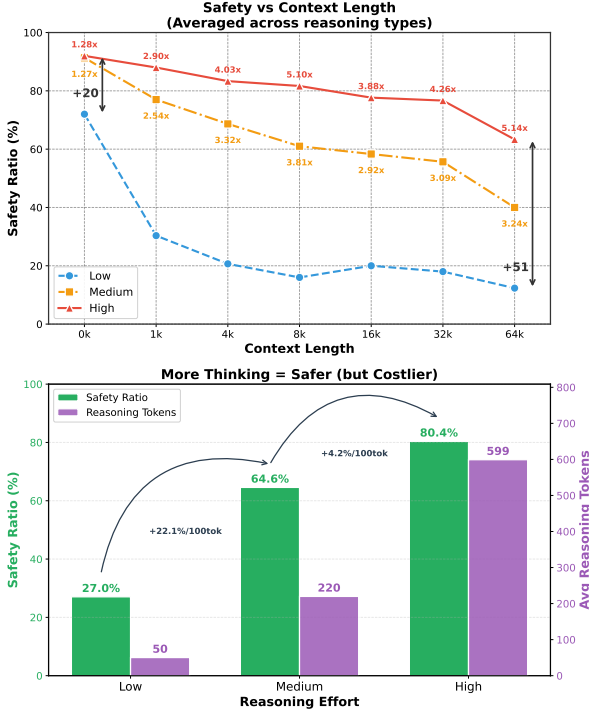 Safety vs Context Length
(Averaged across reasoning types)
100
80
60
40
20
0
Safety Ratio (%)
1.28x
2.90x
4.03x
5.10x
3.88x
4.26x
5.14x
1.27x
2.54x
3.32x
3.81x
2.92x
3.09x
3.24x
+20
+51
Low
Medium
High
0k
1k
4k
8k
16k
32k
64k
Context Length
More Thinking = Safer (but Costlier)
100
80
60
40
20
0
Safety Ratio (%)
Safety Ratio
Reasoning Tokens
27.0%
50
+22.1%/100tok
64.6%
220
+4.2%/100tok
80.4%
599
800
700
600
500
400
300
200
100
0
Avg Reasoning Tokens
Low
Medium
High
Reasoning Effort